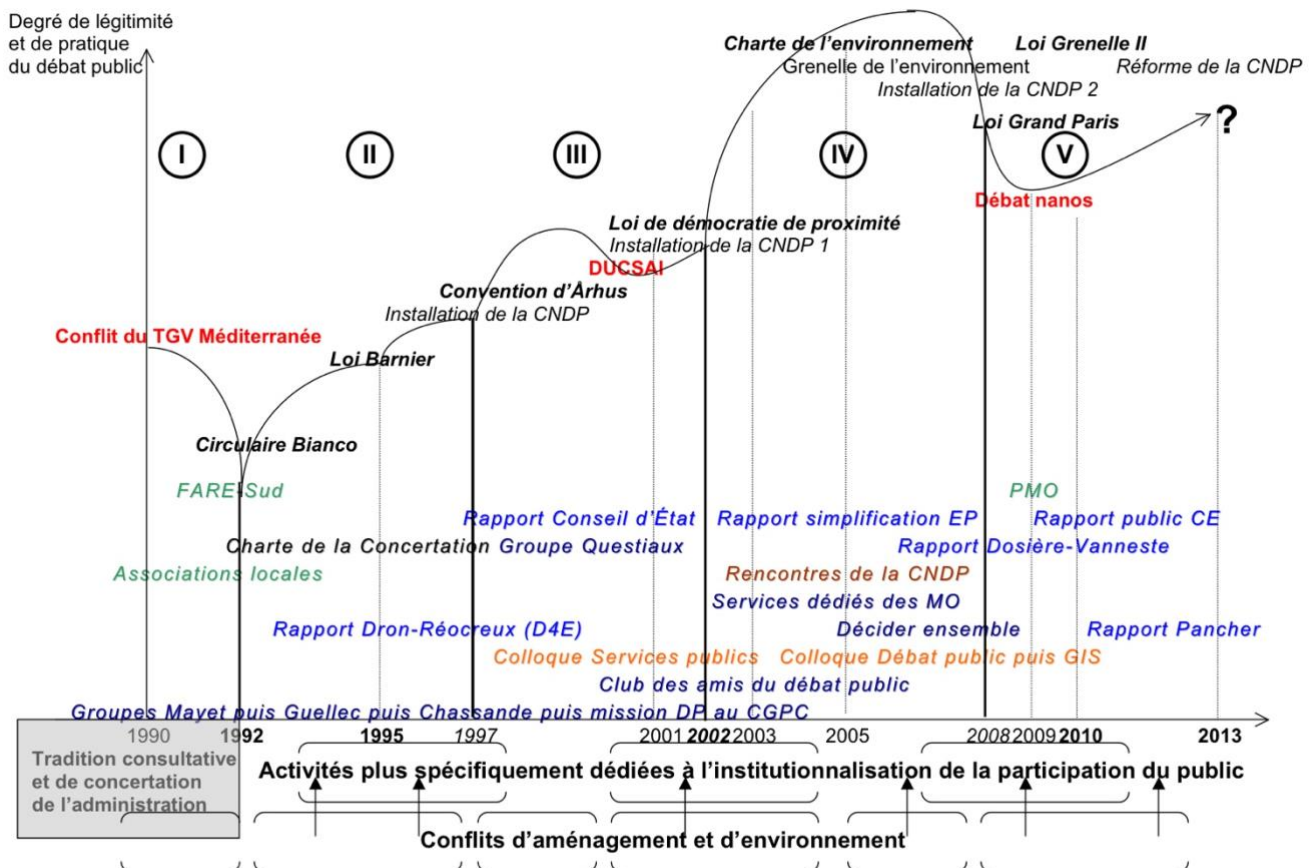 Degré de légitimité
et de pratique
du débat public
Charte de l'environnement
Loi Grenelle II
Grenelle de l'environnement
Réforme de la CNDP
Installation de la CNDP 2
Loi Grand Paris
?
I
II
III
IV
V
Débat nanos
Loi de démocratie de proximité
Installation de la CNDP 1
DUCSAI
Convention d'Århus
Installation de la CNDP
Conflit du TGV Méditerranée
Loi Barnier
Circulaire Bianco
FARE-Sud
PMO
Rapport Conseil d'État
Rapport simplification EP
Rapport public CE
Charte de la Concertation
Groupe Questiaux
Rapport Dosière-Vanneste
Associations locales
Rencontres de la CNDP
Services dédiés des MO
Rapport Dron-Réocreux (D4E)
Décider ensemble
Rapport Pancher
Colloque Services publics
Colloque Débat public puis GIS
Club des amis du débat public
Groupes Mayet puis Guellec puis Chassande puis mission DP au CGPC
1990
1992
1995
1997
2001
2002
2003
2005
2008
2009
2010
2013
Tradition consultative
et de concertation
de l'administration
Activités plus spécifiquement dédiées à l'institutionnalisation de la participation du public
Conflits d'aménagement et d'environnement